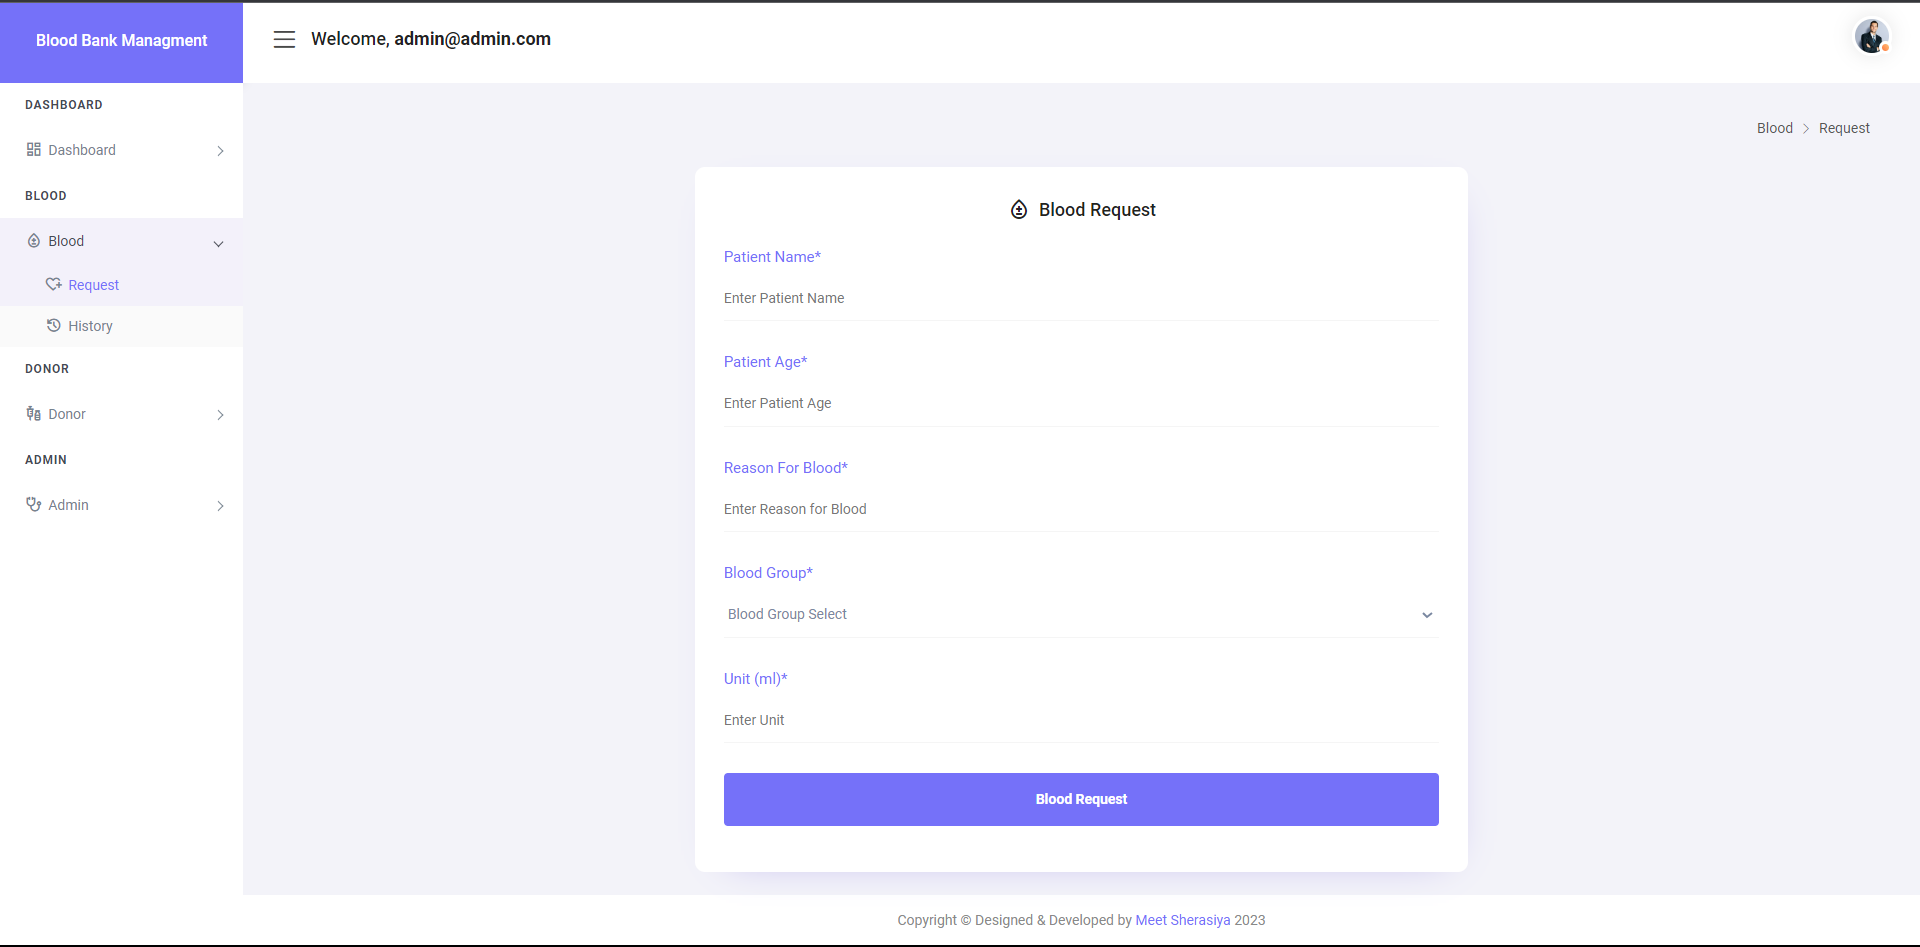 Blood Bank Managment
Welcome, admin@admin.com
DASHBOARD
Dashboard
BLOOD
Blood
Request
History
DONOR
Donor
ADMIN
Admin
Blood > Request
Blood Request
Patient Name*
Enter Patient Name
Patient Age*
Enter Patient Age
Reason For Blood*
Enter Reason for Blood
Blood Group*
Blood Group Select
Unit (ml)*
Enter Unit
Blood Request
Copyright © Designed & Developed by Meet Sherasiya 2023